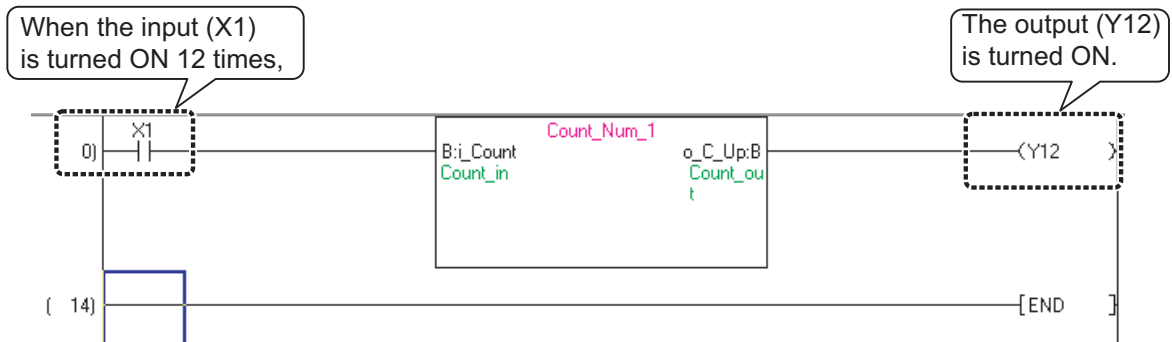 When the input (X1)
is turned ON 12 times,
The output (Y12)
is turned ON.
X1
Count_Num_1
0)
B:i_Count
o_C_Up:B
(Y12 )
Count_in
Count_ou
t
( 14)
[END ]